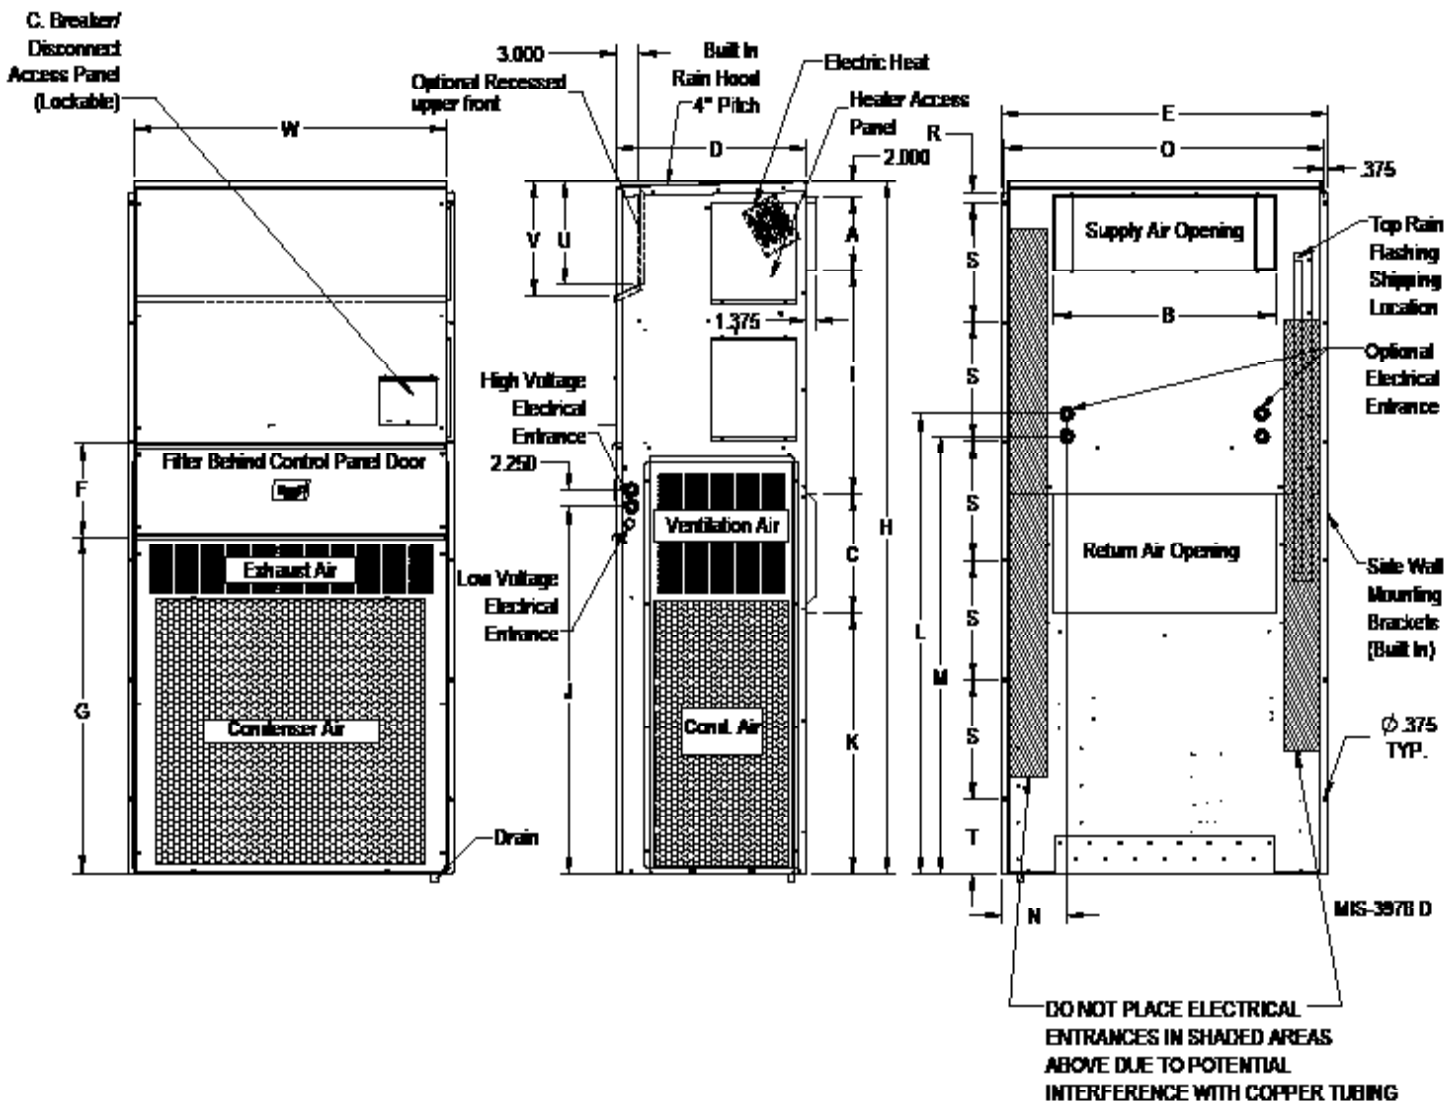 C. Breaker/
Disconnect
Access Panel
(Lockable)
W
Filter Behind Control Panel Door
F
Exhaust Air
G
Condenser Air
Drain
3.000
Optional Recessed
upper front
Built In
Rain Hood
4" Pitch
Electric Heat
Heater Access
Panel
D
2.000
V
U
A
1.375
I
High Voltage
Electrical
Entrance
2.250
Ventilation Air
C
H
Low Voltage
Electrical
Entrance
J
Cond. Air
K
E
R
O
.375
Supply Air Opening
Top Rain
Flashing
Shipping
Location
S
B
Optional
Electrical
Entrance
S
S
Return Air Opening
Side Wall
Mounting
Brackets
(Built In)
S
L
M
S
Ø .375
TYP.
T
N
MIS-3978 D
DO NOT PLACE ELECTRICAL
ENTRANCES IN SHADED AREAS
ABOVE DUE TO POTENTIAL
INTERFERENCE WITH COPPER TUBING